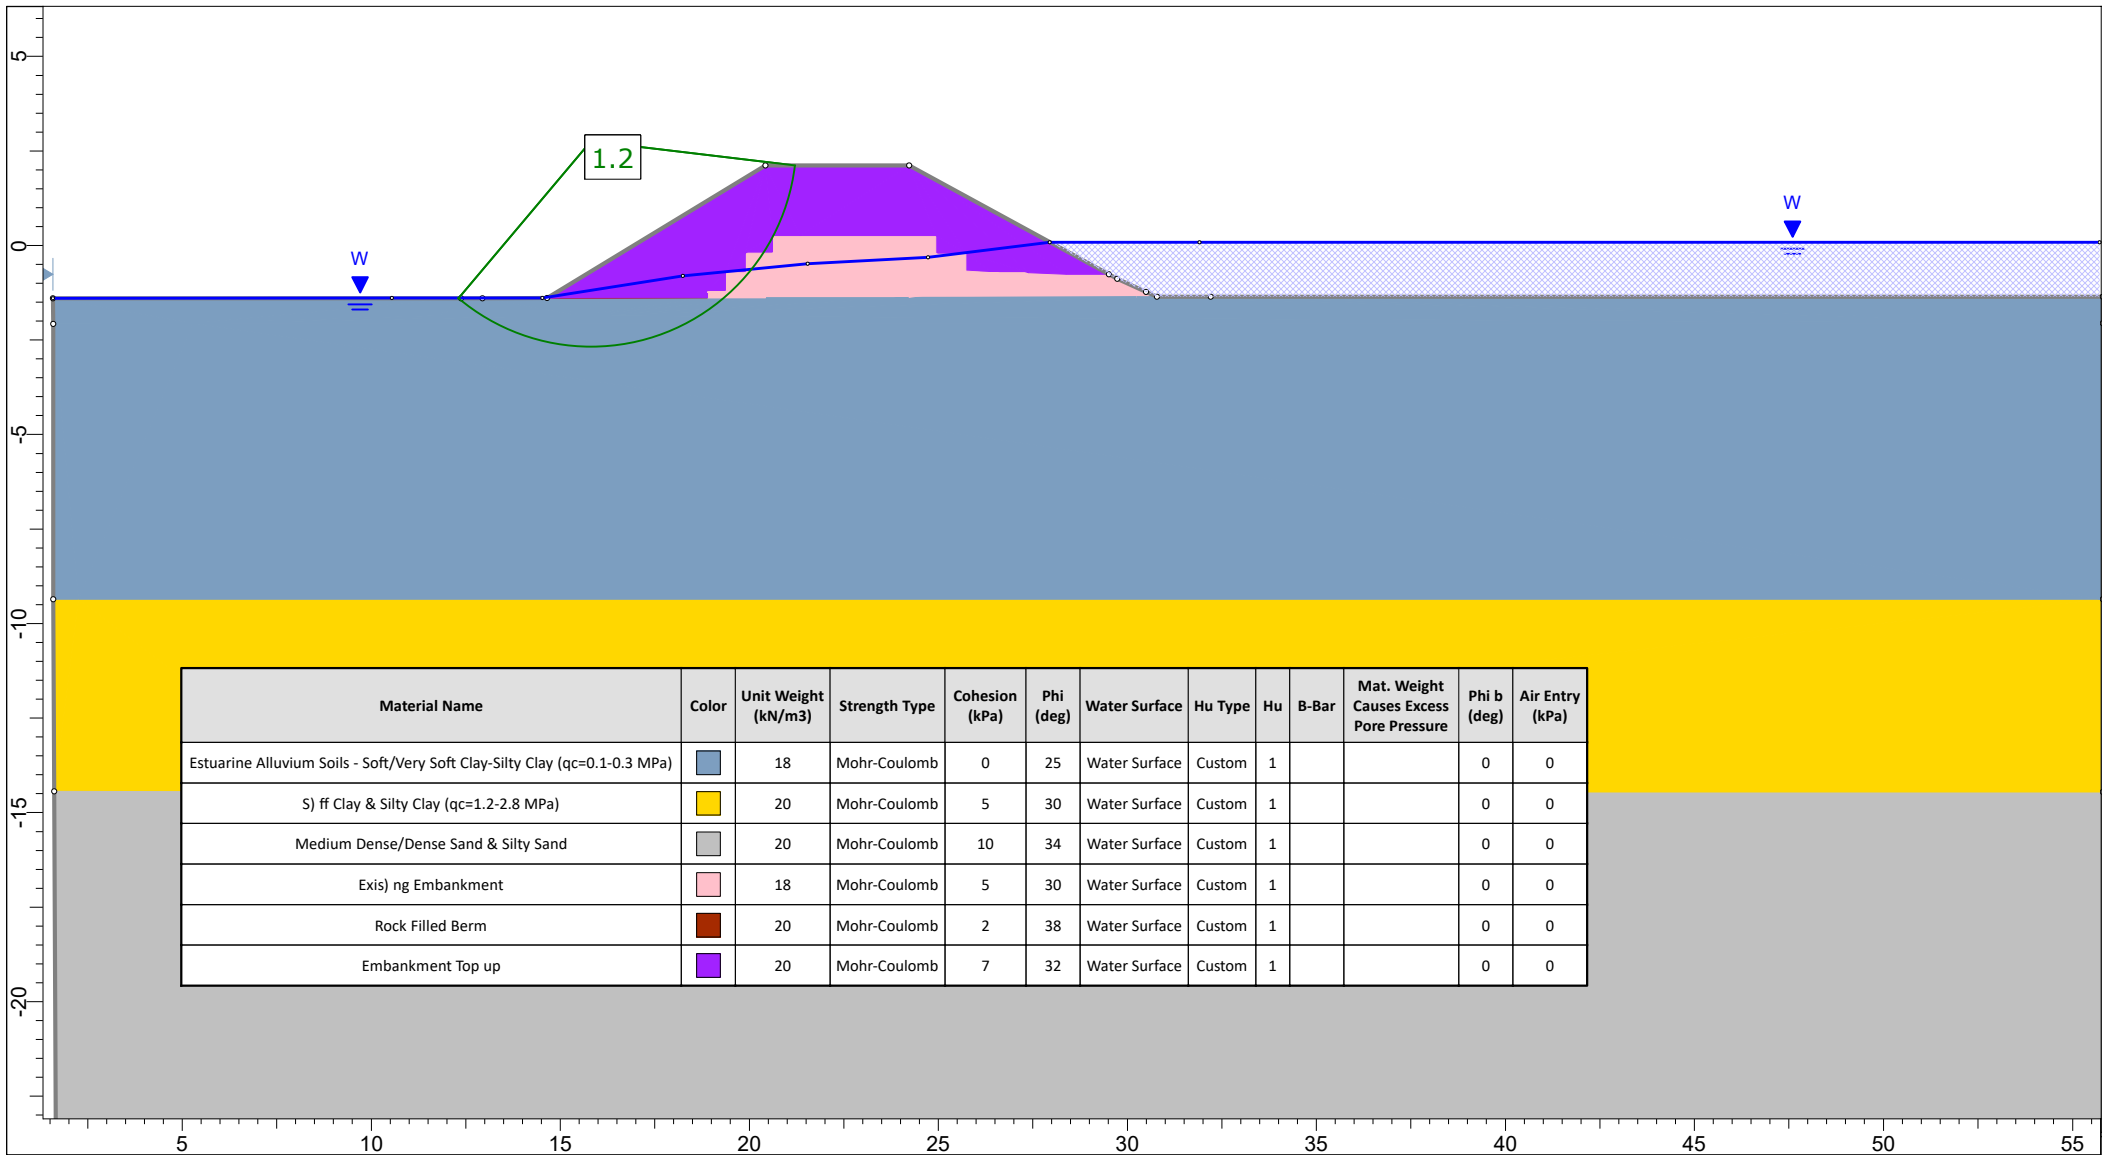 5
0
-5
-10
-15
-20
1.2
W
W
Material Name Color Unit Weight (kN/m3) Strength Type Cohesion (kPa) Phi (deg) Water Surface Hu Type Hu B-Bar Mat. Weight Causes Excess Pore Pressure Phi b (deg) Air Entry (kPa)
Estuarine Alluvium Soils - Soft/Very Soft Clay-Silty Clay (qc=0.1-0.3 MPa) 18 Mohr-Coulomb 0 25 Water Surface Custom 1 0 0
S) ff Clay & Silty Clay (qc=1.2-2.8 MPa) 20 Mohr-Coulomb 5 30 Water Surface Custom 1 0 0
Medium Dense/Dense Sand & Silty Sand 20 Mohr-Coulomb 10 34 Water Surface Custom 1 0 0
Exis) ng Embankment 18 Mohr-Coulomb 5 30 Water Surface Custom 1 0 0
Rock Filled Berm 20 Mohr-Coulomb 2 38 Water Surface Custom 1 0 0
Embankment Top up 20 Mohr-Coulomb 7 32 Water Surface Custom 1 0 0
5 10 15 20 25 30 35 40 45 50 55